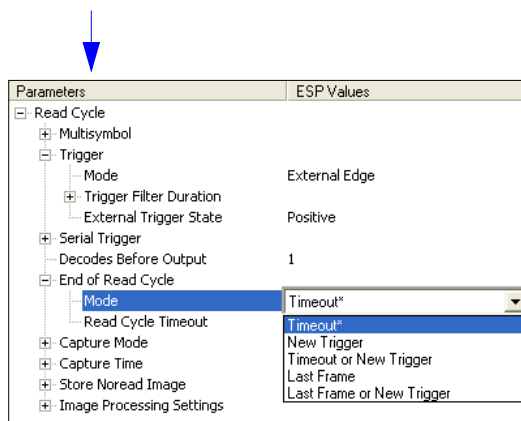 Parameters ESP Values
Read Cycle
Multisymbol
Trigger
Mode External Edge
Trigger Filter Duration
External Trigger State Positive
Serial Trigger
Decodes Before Output 1
End of Read Cycle
Mode Timeout*
Read Cycle Timeout Timeout*
New Trigger
Capture Mode Timeout or New Trigger
Capture Time Last Frame
Store Noread Image Last Frame or New Trigger
Image Processing Settings